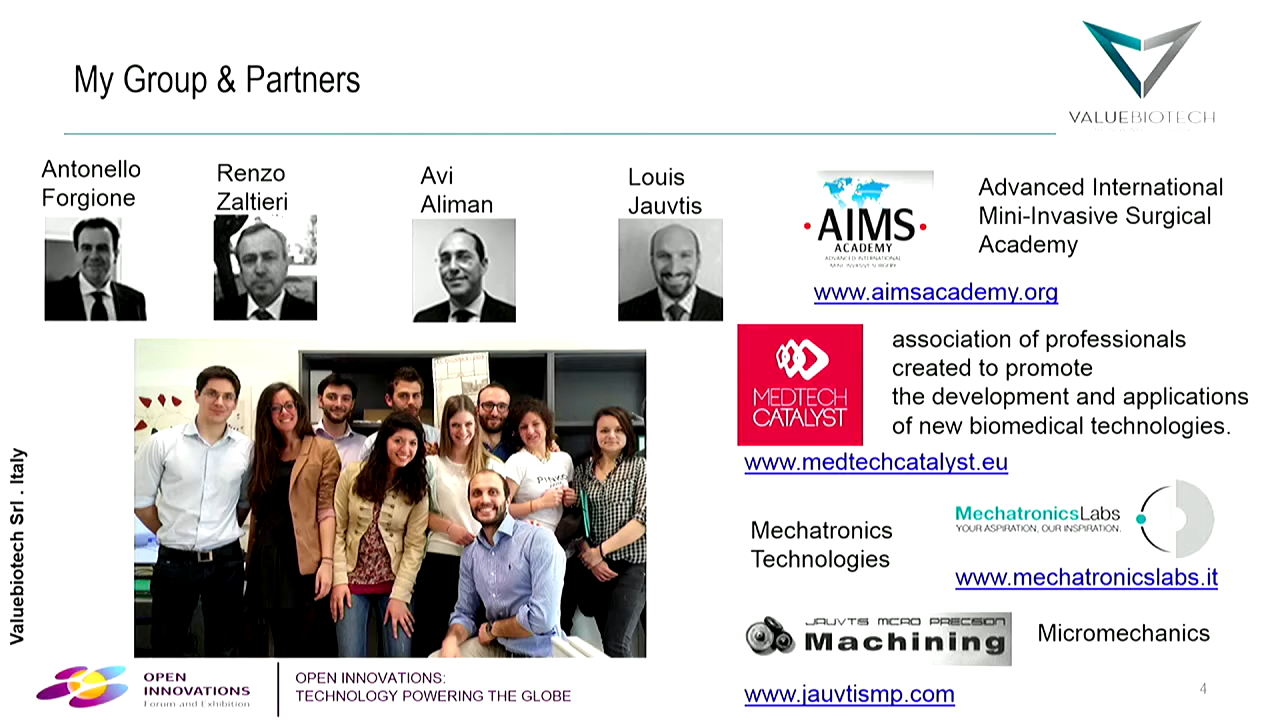 My Group & Partners
VALUEBIOTECH
Antonello
Forgione
Renzo
Zaltieri
Avi
Aliman
Louis
Jauvtis
AIMS
ACADEMY
ADVANCED INTERNATIONAL
MINI-INVASIVE SURGERY
Advanced International
Mini-Invasive Surgical
Academy
www.aimsacademy.org
MEDTECH
CATALYST
association of professionals
created to promote
the development and applications
of new biomedical technologies.
www.medtechcatalyst.eu
Mechatronics
Technologies
MechatronicsLabs
YOUR ASPIRATION, OUR INSPIRATION.
www.mechatronicslabs.it
JAUVTS MICRO PRECSION
Machining
Micromechanics
www.jauvtismp.com
Valuebiotech Srl . Italy
OPEN
INNOVATIONS
Forum and Exhibition
OPEN INNOVATIONS:
TECHNOLOGY POWERING THE GLOBE
4